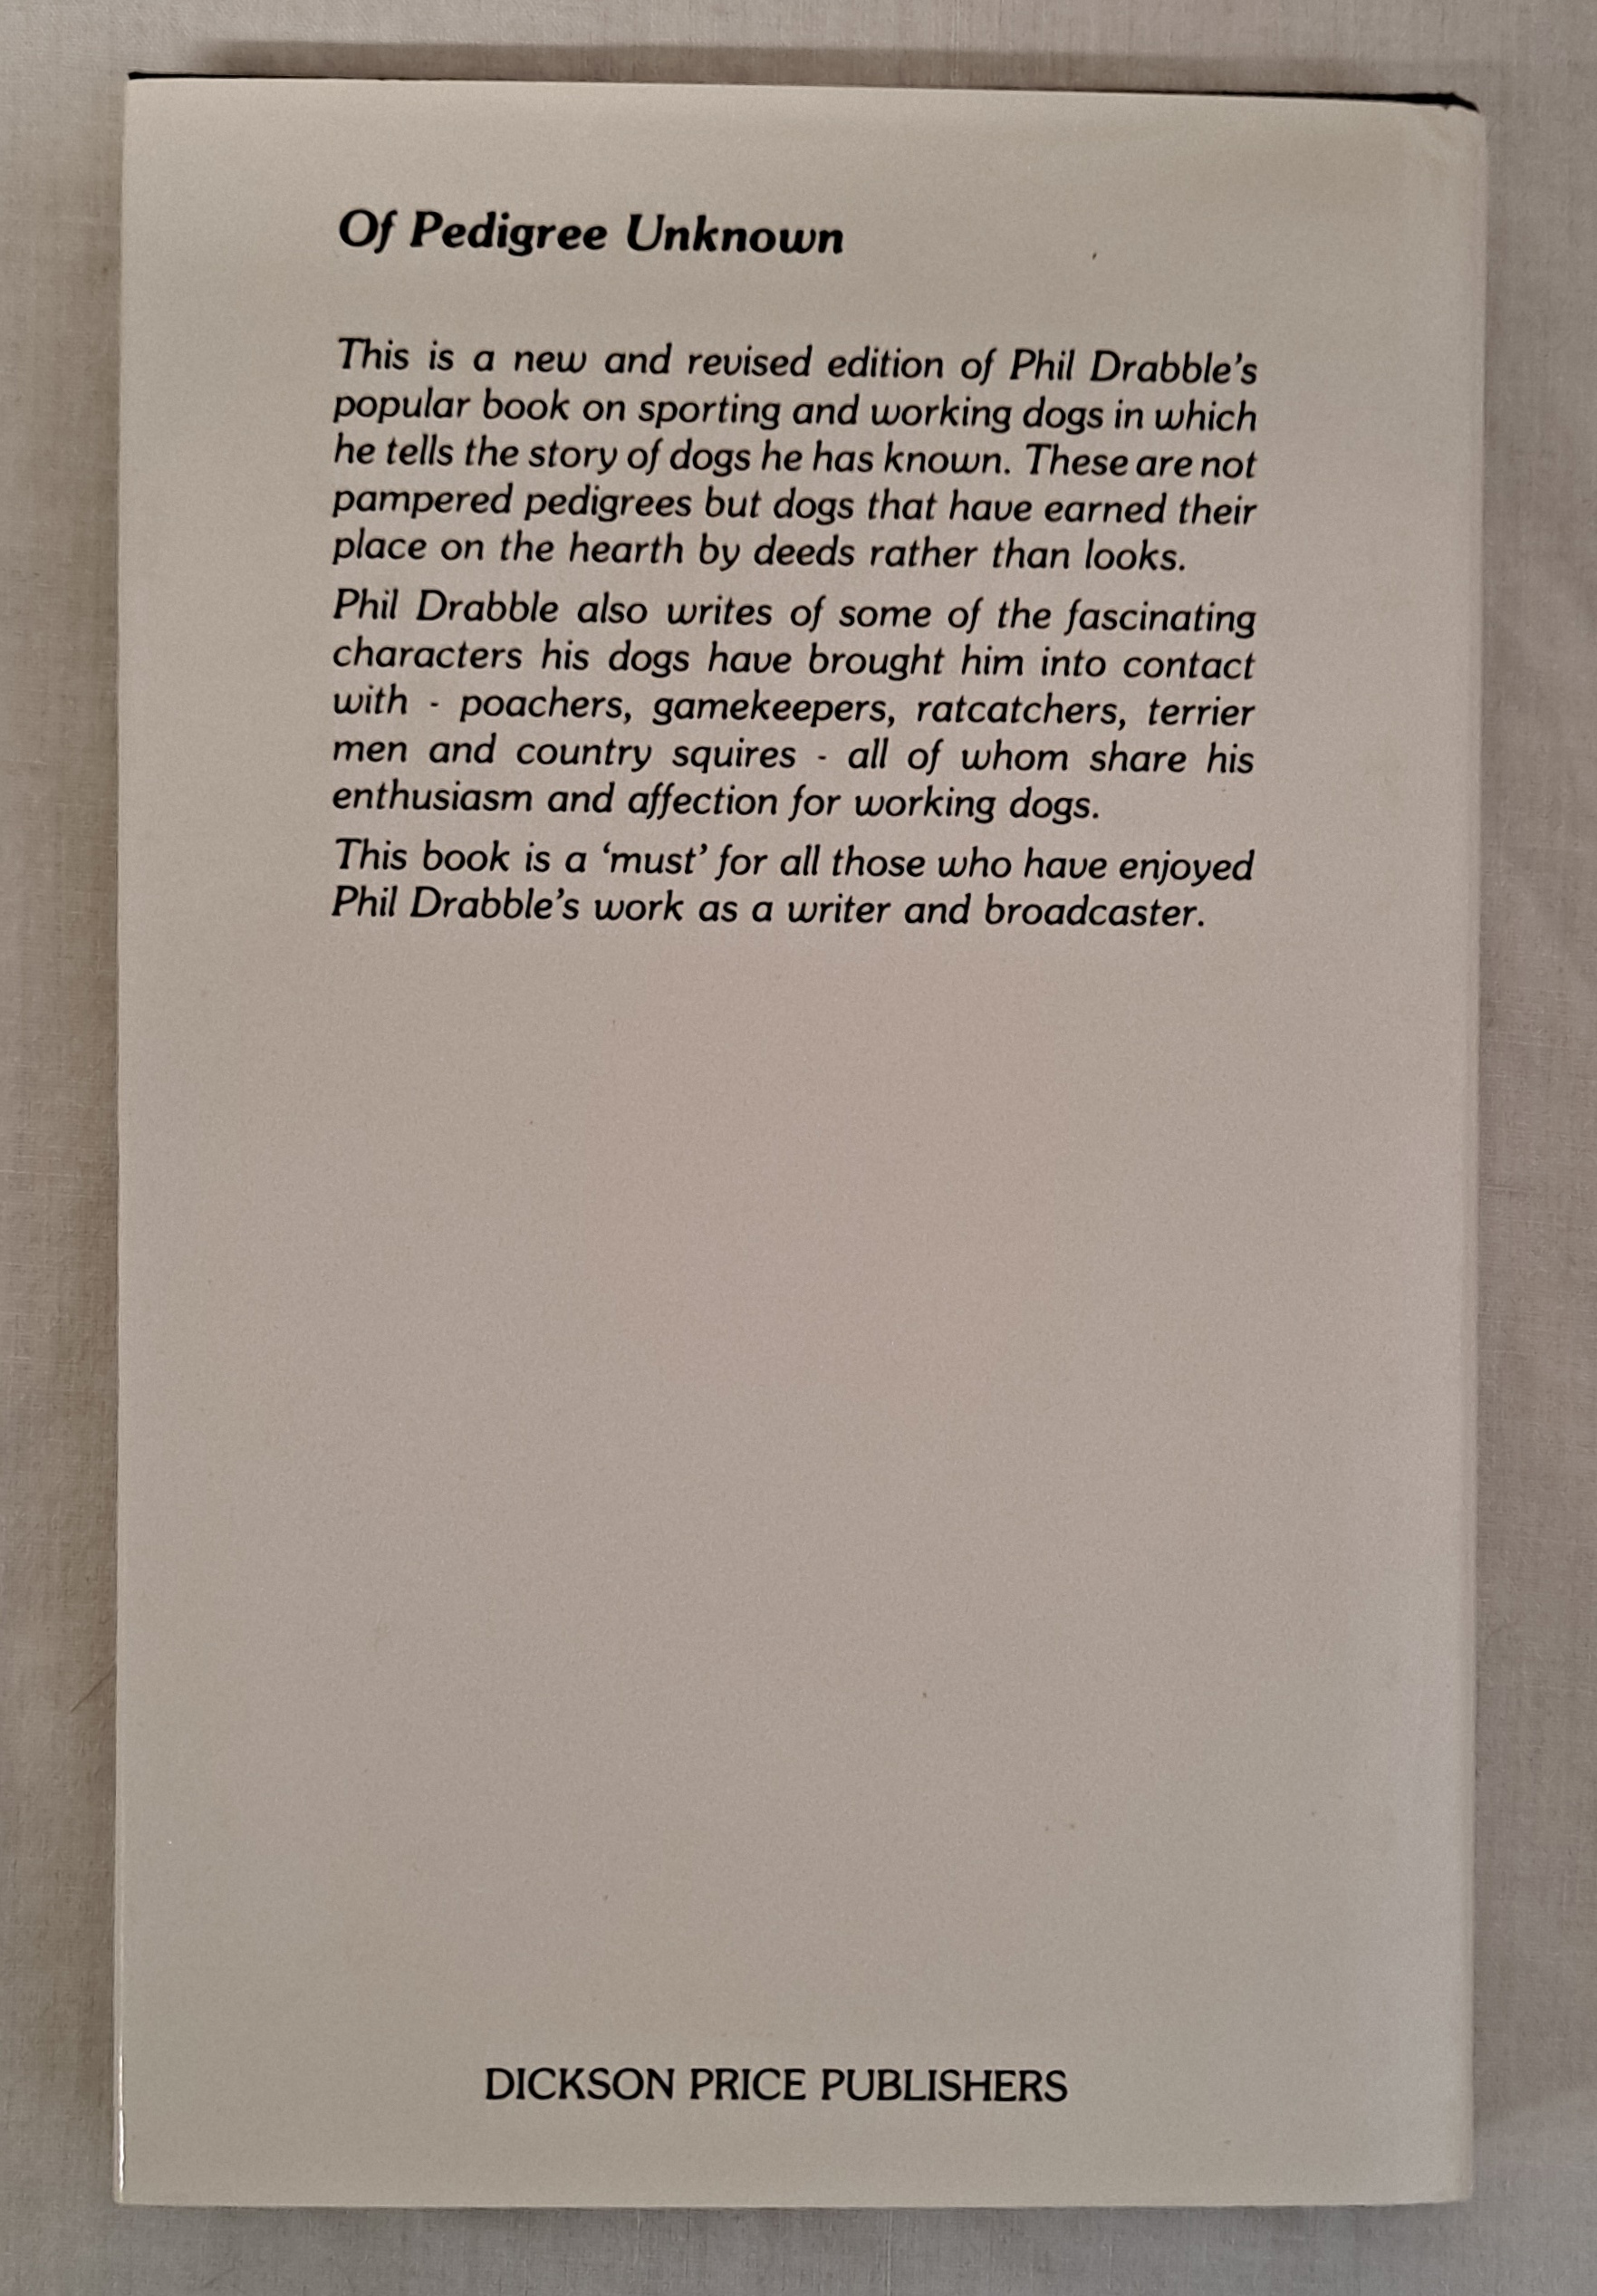 Of Pedigree Unknown
This is a new and revised edition of Phil Drabble's
popular book on sporting and working dogs in which
he tells the story of dogs he has known. These are not
pampered pedigrees but dogs that have earned their
place on the hearth by deeds rather than looks.
Phil Drabble also writes of some of the fascinating
characters his dogs have brought him into contact
with - poachers, gamekeepers, ratcatchers, terrier
men and country squires - all of whom share his
enthusiasm and affection for working dogs.
This book is a ‘must’ for all those who have enjoyed
Phil Drabble's work as a writer and broadcaster.
DICKSON PRICE PUBLISHERS